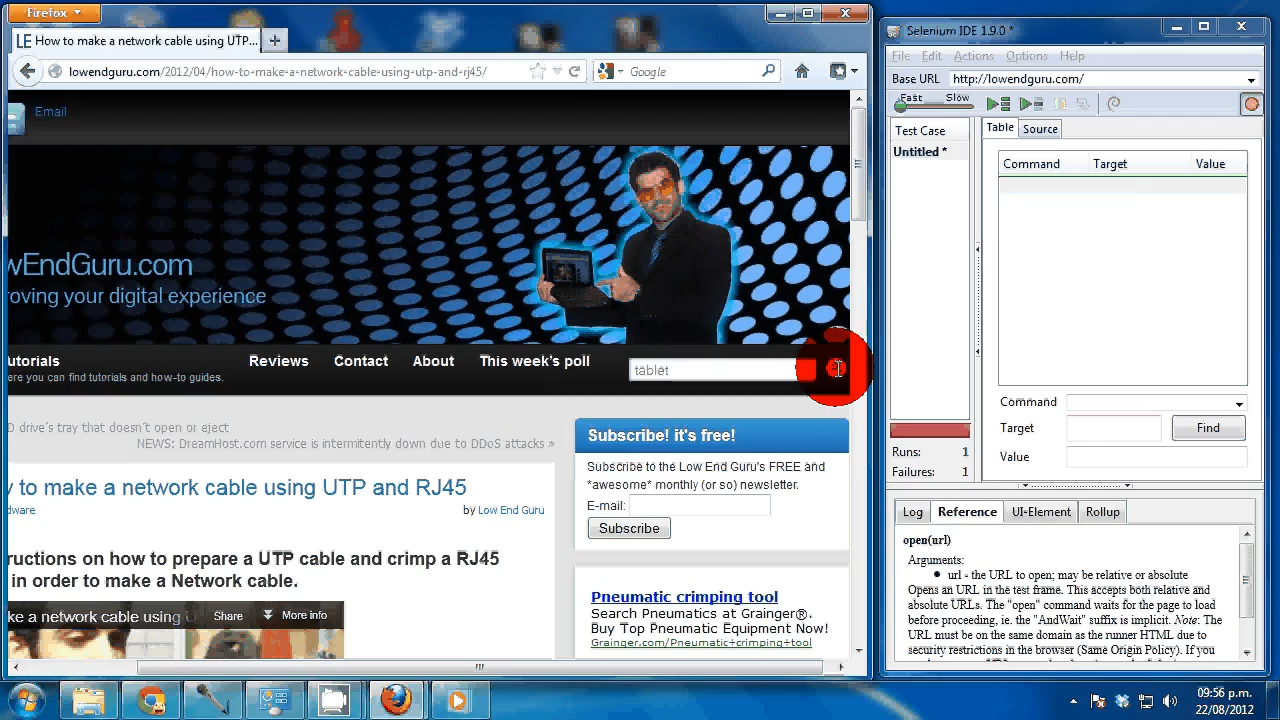 Firefox
How to make a network cable using UTP...
lowendguru.com/2012/04/how-to-make-a-network-cable-using-utp-and-rj45/
Google
Email
wEndGuru.com
roving your digital experience
utorials
ere you can find tutorials and how-to guides.
Reviews
Contact
About
This week's poll
tablet
D drive's tray that doesn't open or eject
NEWS: DreamHost.com service is intermitently down due to DDoS attacks »
y to make a network cable using UTP and RJ45
dware
by Low End Guru
ructions on how to prepare a UTP cable and crimp a RJ45
in order to make a Network cable.
ke a network cable using U
Share
More info
Subscribe! it's free!
Subscribe to the Low End Guru's FREE and
*awesome* monthly (or so) newsletter.
E-mail:
Subscribe
Pneumatic crimping tool
Search Pneumatics at Grainger®.
Buy Top Pneumatic Equipment Now!
Grainger.com/Pneumatic+crimping+tool
Selenium IDE 1.9.0 *
File Edit Actions Options Help
Base URL http://lowendguru.com/
Fast Slow
Test Case
Untitled *
Table Source
Command Target Value
Command
Target
Find
Value
Runs: 1
Failures: 1
Log Reference UI-Element Rollup
open(url)
Arguments:
● url - the URL to open; may be relative or absolute
Opens an URL in the test frame. This accepts both relative and
absolute URLs. The "open" command waits for the page to load
before proceeding, ie. the "AndWait" suffix is implicit. Note: The
URL must be on the same domain as the runner HTML due to
security restrictions in the browser (Same Origin Policy). If you
09:56 p.m.
22/08/2012